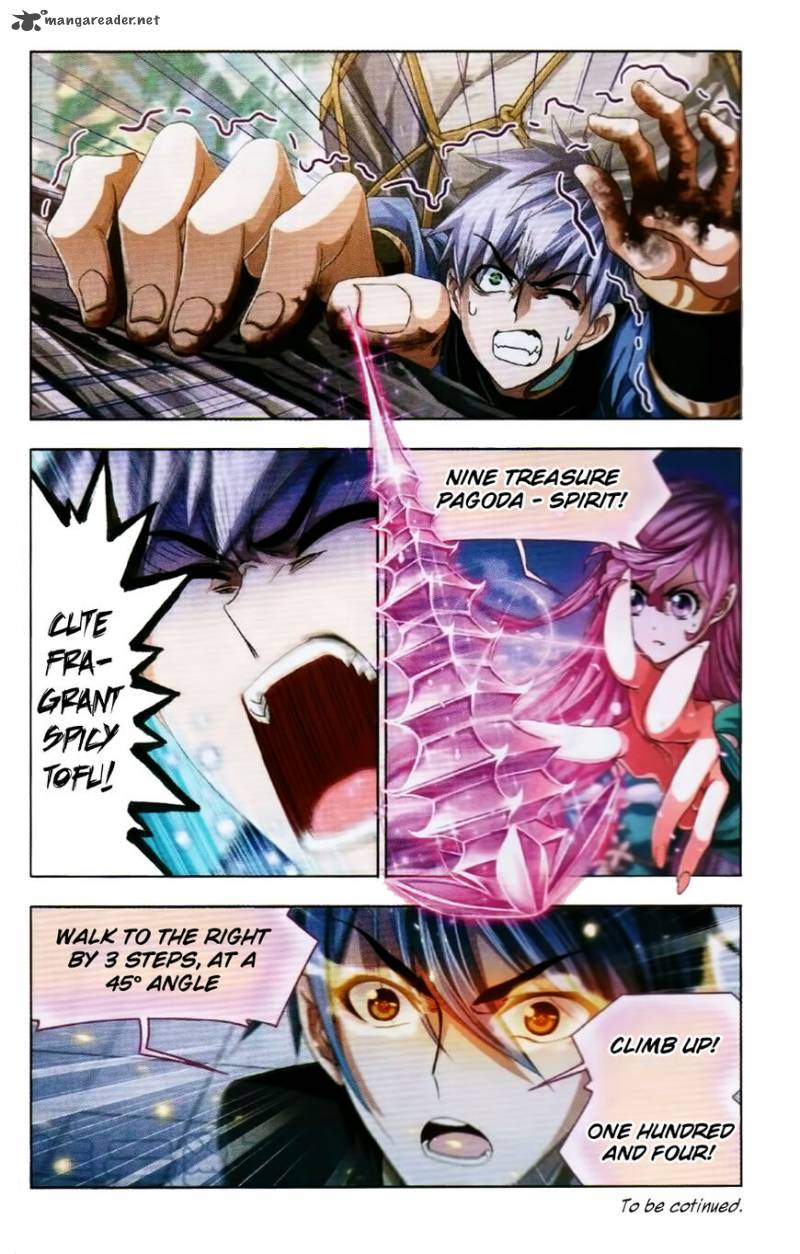 mangareader.net
NINE TREASURE
PAGODA - SPIRIT!
CUTE
FRA-
GRANT
SPICY
TOFU!
WALK TO THE RIGHT
BY 3 STEPS, AT A
45° ANGLE
CLIMB UP!
ONE HUNDRED
AND FOUR!
To be cotinued.